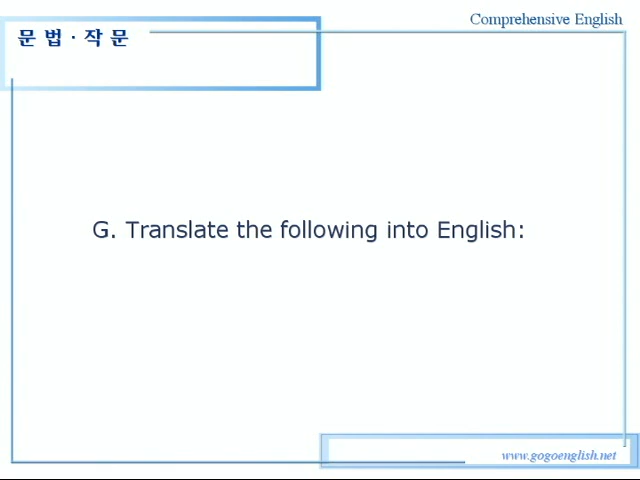 Comprehensive English
문 법 · 작 문
G. Translate the following into English:
www.gogoenglish.net